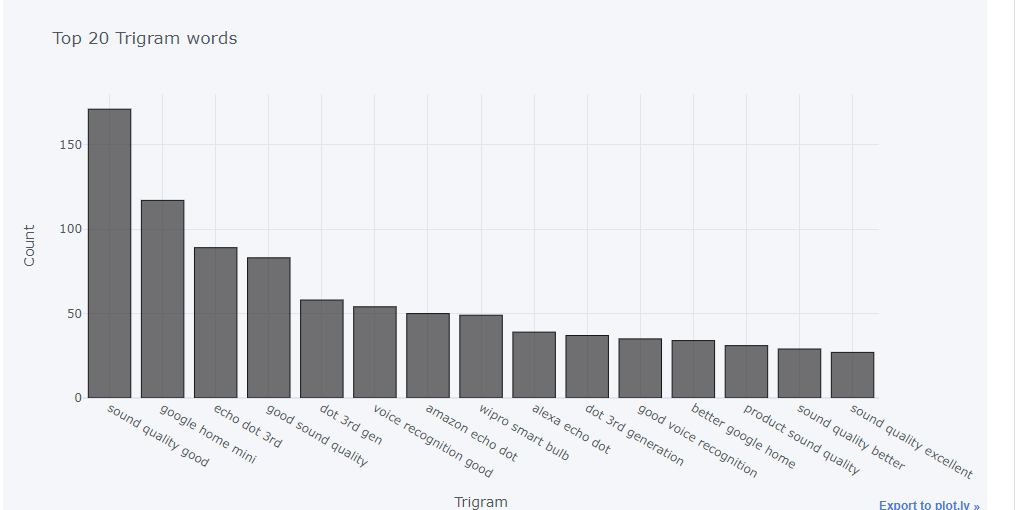 Top 20 Trigram words
Count
150
100
50
0
sound quality good
google home mini
echo dot 3rd
good sound quality
dot 3rd gen
voice recognition good
amazon echo dot
wipro smart bulb
alexa echo dot
dot 3rd generation
good voice recognition
better google home
product sound quality
sound quality better
sound quality excellent
Trigram
Export to plot.ly »